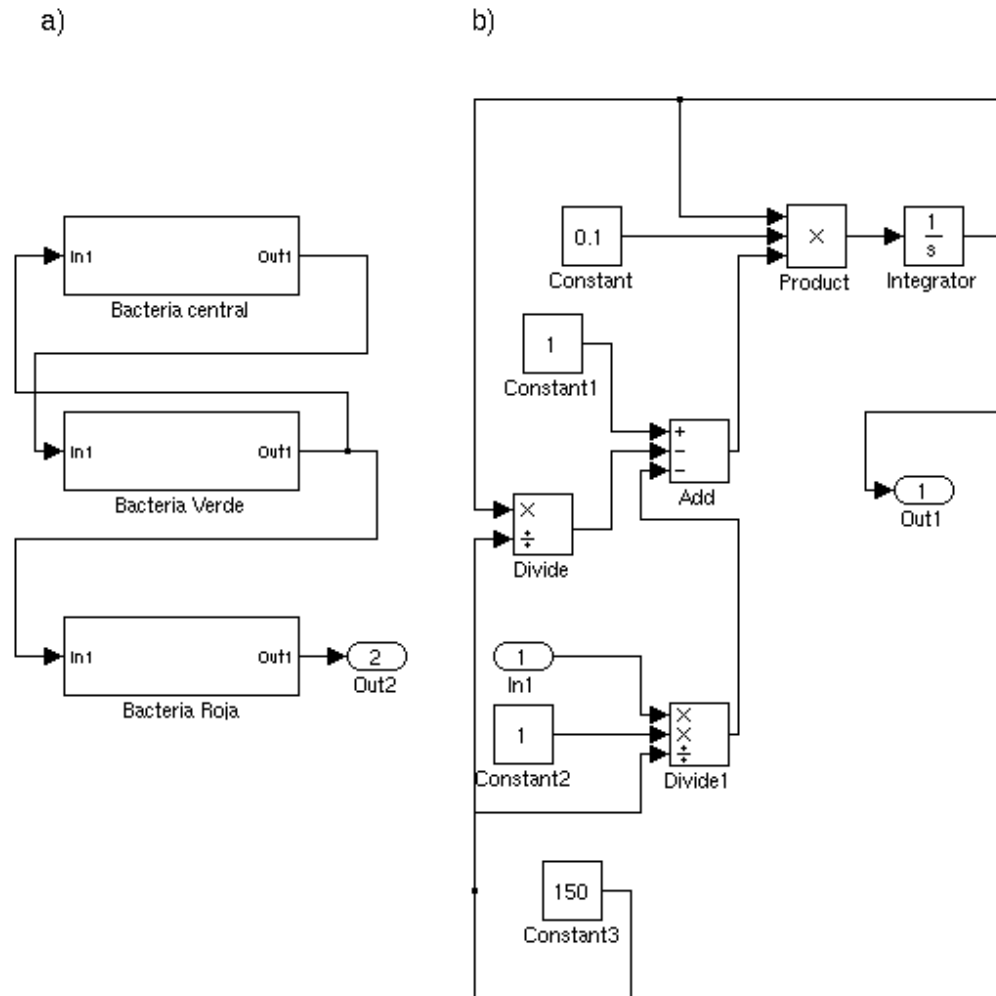 a)
In1 Out1
Bacteria central
In1 Out1
Bacteria Verde
In1 Out1
Bacteria Roja
2
Out2
b)
0.1
Constant
×
Product
1
s
Integrator
1
Constant1
+
−
−
Add
×
÷
Divide
1
Out1
1
In1
1
Constant2
×
×
÷
Divide1
150
Constant3